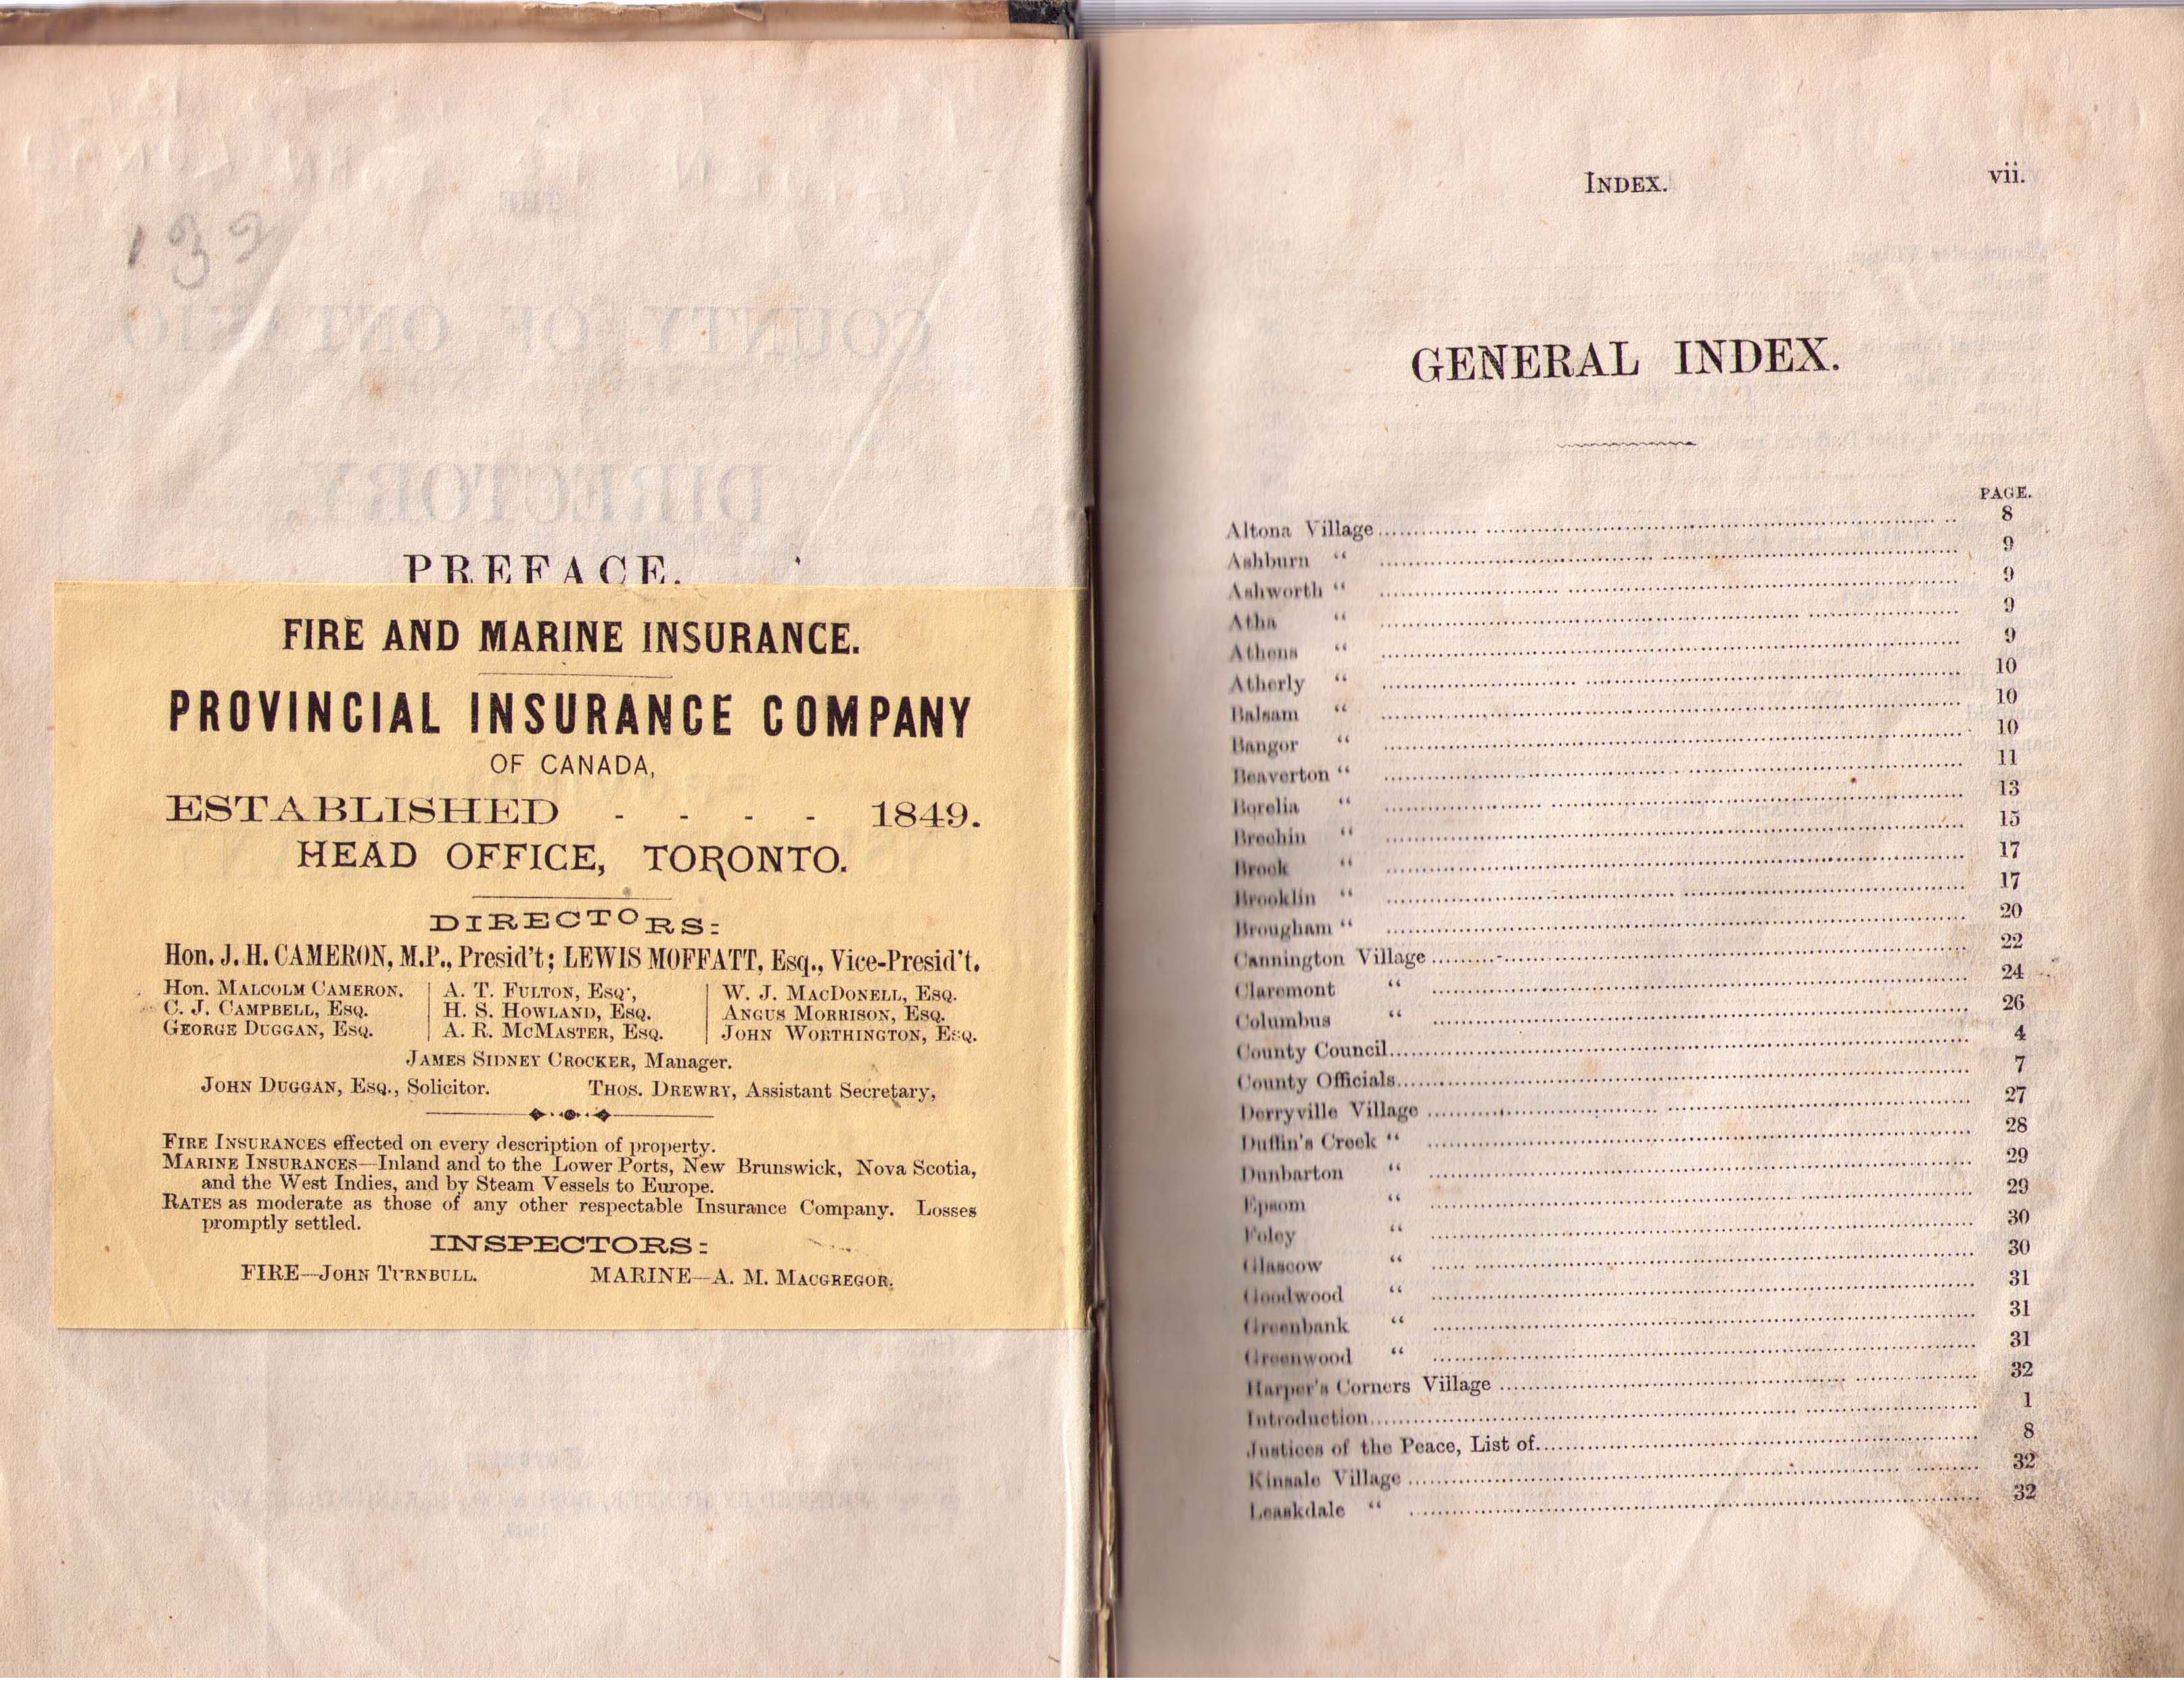 139
PREFACE.
FIRE AND MARINE INSURANCE.
PROVINCIAL INSURANCE COMPANY
OF CANADA,
ESTABLISHED - - - - 1849.
HEAD OFFICE, TORONTO.
DIRECTORS:
Hon. J. H. CAMERON, M.P., Presid't; LEWIS MOFFATT, Esq., Vice-Presid't.
Hon. MALCOLM CAMERON. A. T. FULTON, ESQ., W. J. MACDONELL, ESQ.
C. J. CAMPBELL, ESQ. H. S. HOWLAND, ESQ. ANGUS MORRISON, ESQ.
GEORGE DUGGAN, ESQ. A. R. MCMASTER, ESQ. JOHN WORTHINGTON, ESQ.
JAMES SIDNEY CROCKER, Manager.
JOHN DUGGAN, ESQ., Solicitor. THOS. DREWRY, Assistant Secretary,
FIRE INSURANCES effected on every description of property.
MARINE INSURANCES—Inland and to the Lower Ports, New Brunswick, Nova Scotia,
and the West Indies, and by Steam Vessels to Europe.
RATES as moderate as those of any other respectable Insurance Company. Losses
promptly settled.
INSPECTORS:
FIRE—JOHN TURNBULL. MARINE—A. M. MACGREGOR.
INDEX. vii.
GENERAL INDEX.
PAGE.
Altona Village 8
Ashburn " 9
Ashworth " 9
Atha " 9
Athens " 9
Atherly " 10
Balsam " 10
Bangor " 10
Beaverton " 11
Borelia " 13
Brechin " 15
Brock " 17
Brooklin " 17
Brougham " 20
Cannington Village 22
Claremont " 24
Columbus " 26
County Council 4
County Officials 7
Derryville Village 27
Duffin's Creek " 28
Dunbarton " 29
Epsom " 29
Foley " 30
Glascow " 30
Goodwood " 31
Greenbank " 31
Greenwood " 31
Harper's Corners Village 32
Introduction 1
Justices of the Peace, List of 8
Kinsale Village 32
Leaskdale " 32